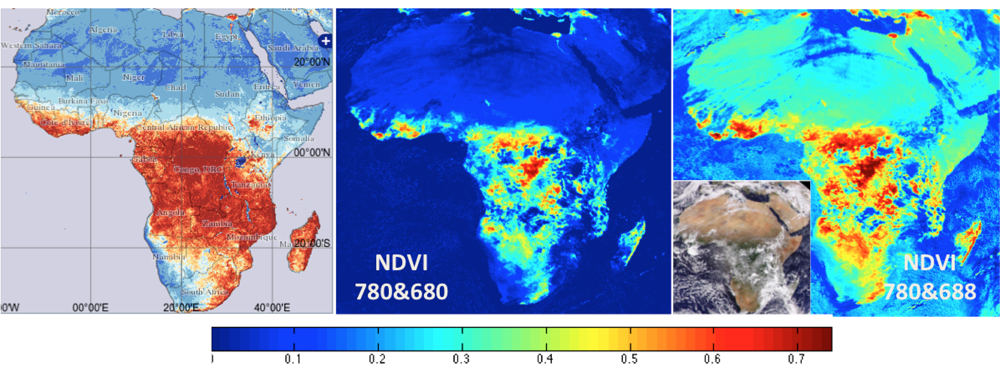 Morocco
Iraq
Algeria
Libya
Egypt
Western Sahara
Saudi Arabia
20°00'N
Mauritania
Mali
Niger
Chad
Eritrea
Yemen
Sudan
Burkina Faso
Guinea
Nigeria
Ethiopia
Cote d'Ivoire
Central African Republic
Somalia
00°00'N
Kenya
Gabon
Congo, DRC
Tanzania
Angola
Zambia
Mozambique
20°00'S
Namibia
South Africa
00°00'E
20°00'E
40°00'E
NDVI
780&680
NDVI
780&688
0.1 0.2 0.3 0.4 0.5 0.6 0.7